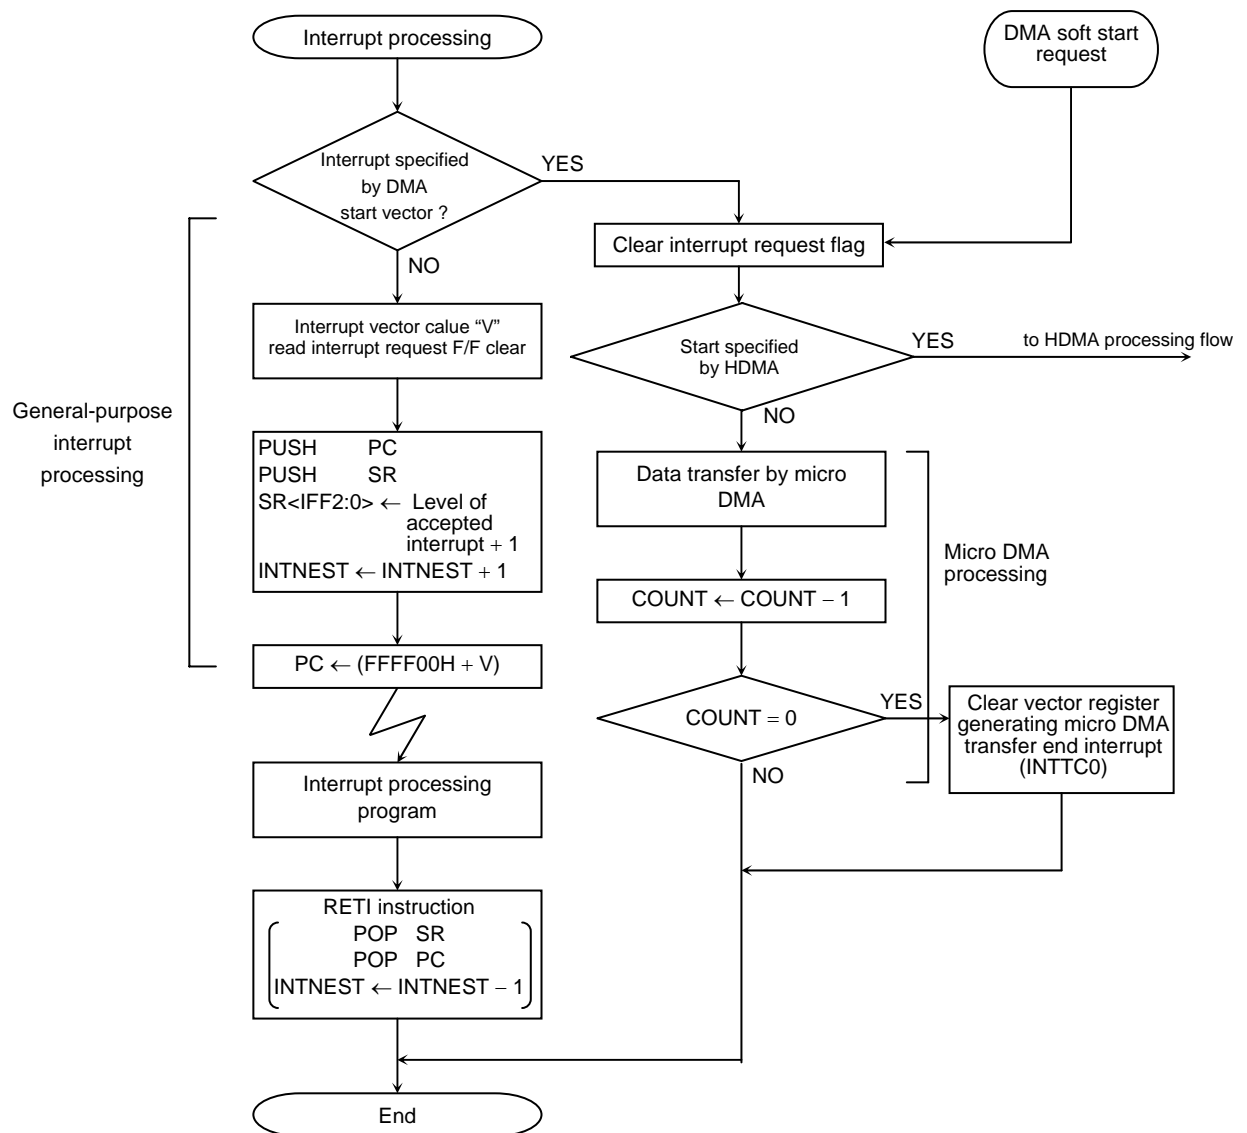 Interrupt processing
DMA soft start
request
Interrupt specified
by DMA
start vector ?
YES
NO
Clear interrupt request flag
Interrupt vector calue “V”
read interrupt request F/F clear
Start specified
by HDMA
YES
to HDMA processing flow
NO
General-purpose
interrupt
processing
PUSH PC
PUSH SR
SR<IFF2:0> ← Level of
accepted
interrupt + 1
INTNEST ← INTNEST + 1
Data transfer by micro
DMA
Micro DMA
processing
COUNT ← COUNT − 1
PC ← (FFFF00H + V)
COUNT = 0
YES
NO
Clear vector register
generating micro DMA
transfer end interrupt
(INTTC0)
Interrupt processing
program
RETI instruction
POP SR
POP PC
INTNEST ← INTNEST − 1
End